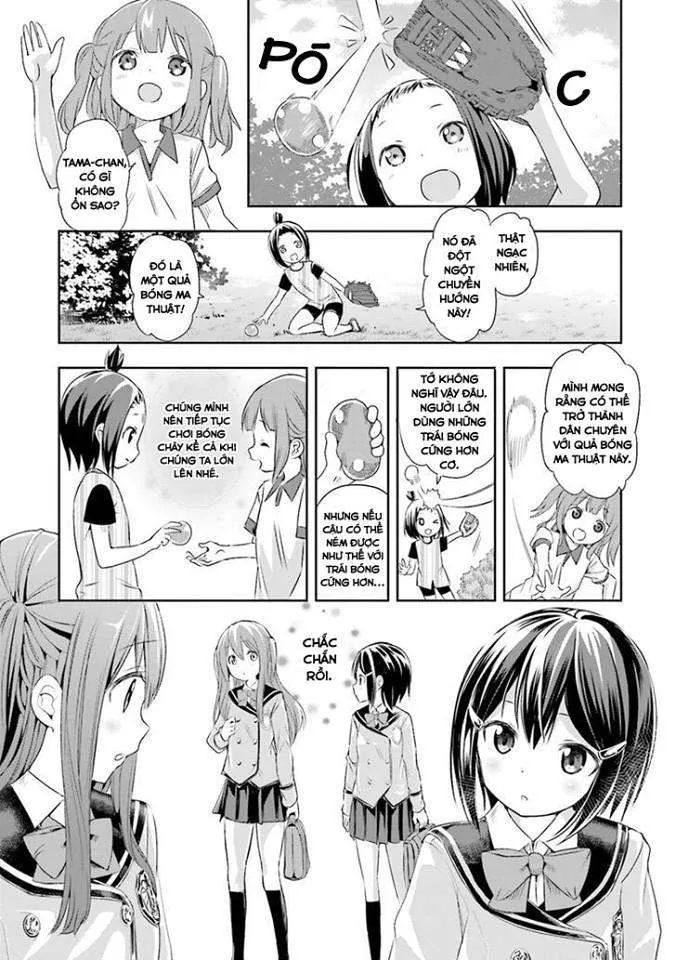 PÓ
C
TAMA-CHAN,
CÓ GÌ
KHÔNG
ỔN SAO?
THẬT
NGẠC
NHIÊN,
NÓ ĐÃ
ĐỘT
NGỘT
CHUYỂN
HƯỚNG
NÀY!
ĐÓ LÀ
MỘT QUẢ
BÓNG MA
THUẬT!
MÌNH MONG
RẰNG CÓ THỂ
TRỞ THÀNH
DÂN CHUYÊN
VỚI QUẢ BÓNG
MA THUẬT NÀY.
TỚ KHÔNG
NGHĨ VẬY ĐÂU.
NGƯỜI LỚN
DÙNG NHỮNG
TRÁI BÓNG
CỨNG HƠN
CƠ.
NHƯNG NẾU
CẬU CÓ THỂ
NÉM ĐƯỢC
NHƯ THẾ VỚI
TRÁI BÓNG
CỨNG HƠN...
CHÚNG MÌNH
NÊN TIẾP TỤC
CHƠI BÓNG
CHÀY KỂ CẢ KHI
CHÚNG TA LỚN
LÊN NHÉ.
CHẮC
CHẮN
RỒI.